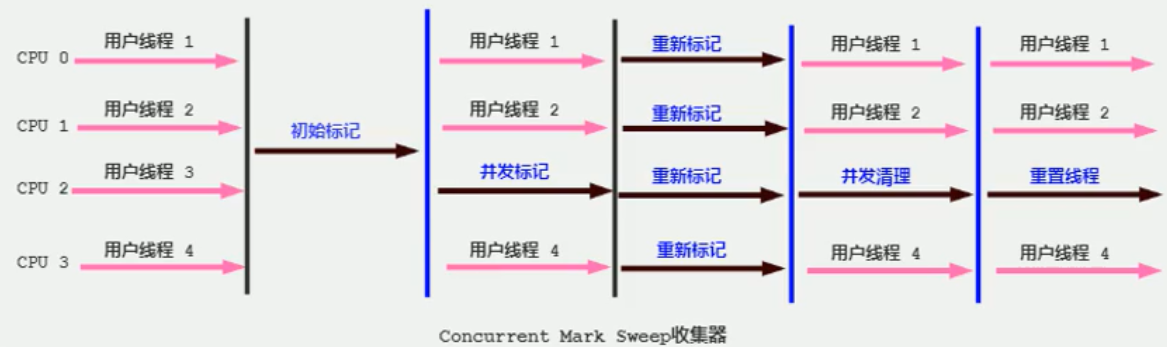 CPU 0 用户线程 1 用户线程 1 重新标记 用户线程 1 用户线程 1
CPU 1 用户线程 2 用户线程 2 重新标记 用户线程 2 用户线程 2
初始标记
CPU 2 用户线程 3 并发标记 重新标记 并发清理 重置线程
CPU 3 用户线程 4 用户线程 4 重新标记 用户线程 4 用户线程 4
Concurrent Mark Sweep收集器